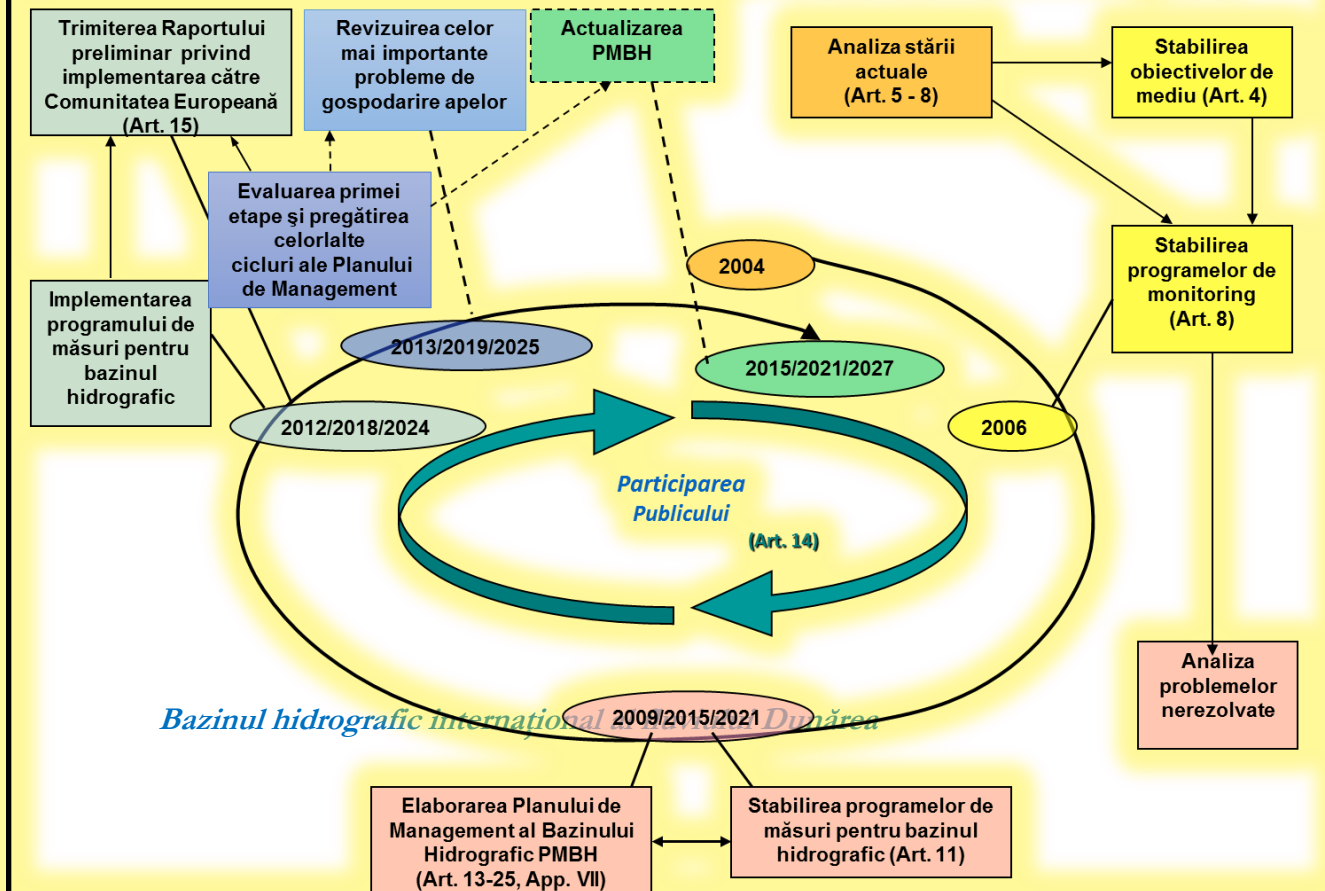 Trimiterea Raportului
preliminar privind
implementarea către
Comunitatea Europeană
(Art. 15)
Revizuirea celor
mai importante
probleme de
gospodarire apelor
Actualizarea
PMBH
Analiza stării
actuale
(Art. 5 - 8)
Stabilirea
obiectivelor de
mediu (Art. 4)
Evaluarea primei
etape şi pregătirea
celorlalte
cicluri ale Planului
de Management
Implementarea
programului de
măsuri pentru
bazinul
hidrografic
Stabilirea
programelor de
monitoring
(Art. 8)
2004
2013/2019/2025
2015/2021/2027
2012/2018/2024
2006
Participarea
Publicului
(Art. 14)
Analiza
problemelor
nerezolvate
Bazinul hidrografic internaţional al fluviului Dunărea
2009/2015/2021
Elaborarea Planului de
Management al Bazinului
Hidrografic PMBH
(Art. 13-25, App. VII)
Stabilirea programelor de
măsuri pentru bazinul
hidrografic (Art. 11)